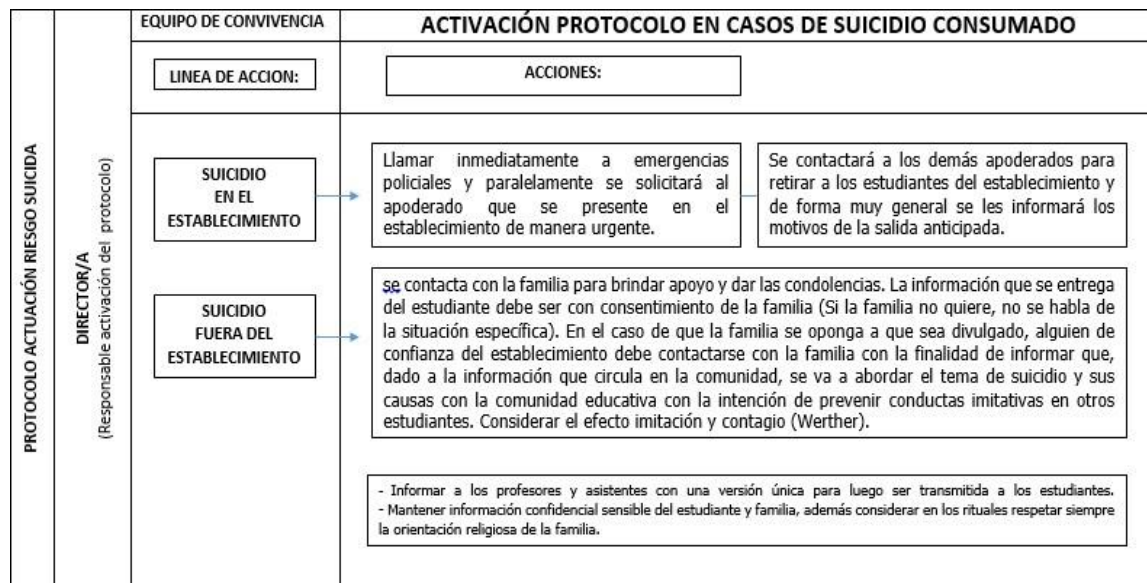 PROTOCOLO ACTUACIÓN RIESGO SUICIDA
DIRECTOR/A
(Responsable activación del protocolo)
EQUIPO DE CONVIVENCIA
ACTIVACIÓN PROTOCOLO EN CASOS DE SUICIDIO CONSUMADO
LINEA DE ACCION:
ACCIONES:
SUICIDIO
EN EL
ESTABLECIMIENTO
Llamar inmediatamente a emergencias
policiales y paralelamente se solicitará al
apoderado que se presente en el
establecimiento de manera urgente.
Se contactará a los demás apoderados para
retirar a los estudiantes del establecimiento y
de forma muy general se les informará los
motivos de la salida anticipada.
SUICIDIO
FUERA DEL
ESTABLECIMIENTO
se contacta con la familia para brindar apoyo y dar las condolencias. La información que se entrega
del estudiante debe ser con consentimiento de la familia (Si la familia no quiere, no se habla de
la situación específica). En el caso de que la familia se oponga a que sea divulgado, alguien de
confianza del establecimiento debe contactarse con la familia con la finalidad de informar que,
dado a la información que circula en la comunidad, se va a abordar el tema de suicidio y sus
causas con la comunidad educativa con la intención de prevenir conductas imitativas en otros
estudiantes. Considerar el efecto imitación y contagio (Werther).
- Informar a los profesores y asistentes con una versión única para luego ser transmitida a los estudiantes.
- Mantener información confidencial sensible del estudiante y familia, además considerar en los rituales respetar siempre
la orientación religiosa de la familia.